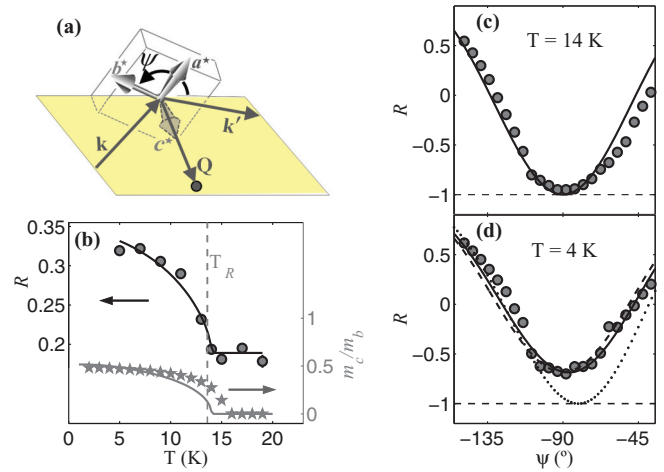 (a)
b* ψ a*
k k′
c* Q
(b)
0.35
0.3
0.25
0.2
R
T_R
1
0.5
0
m_c/m_b
0 5 10 15 20
T (K)
(c)
T = 14 K
0.5
0
−0.5
−1
R
(d)
T = 4 K
0.5
0
−0.5
−1
R
−135 −90 −45
ψ (º)